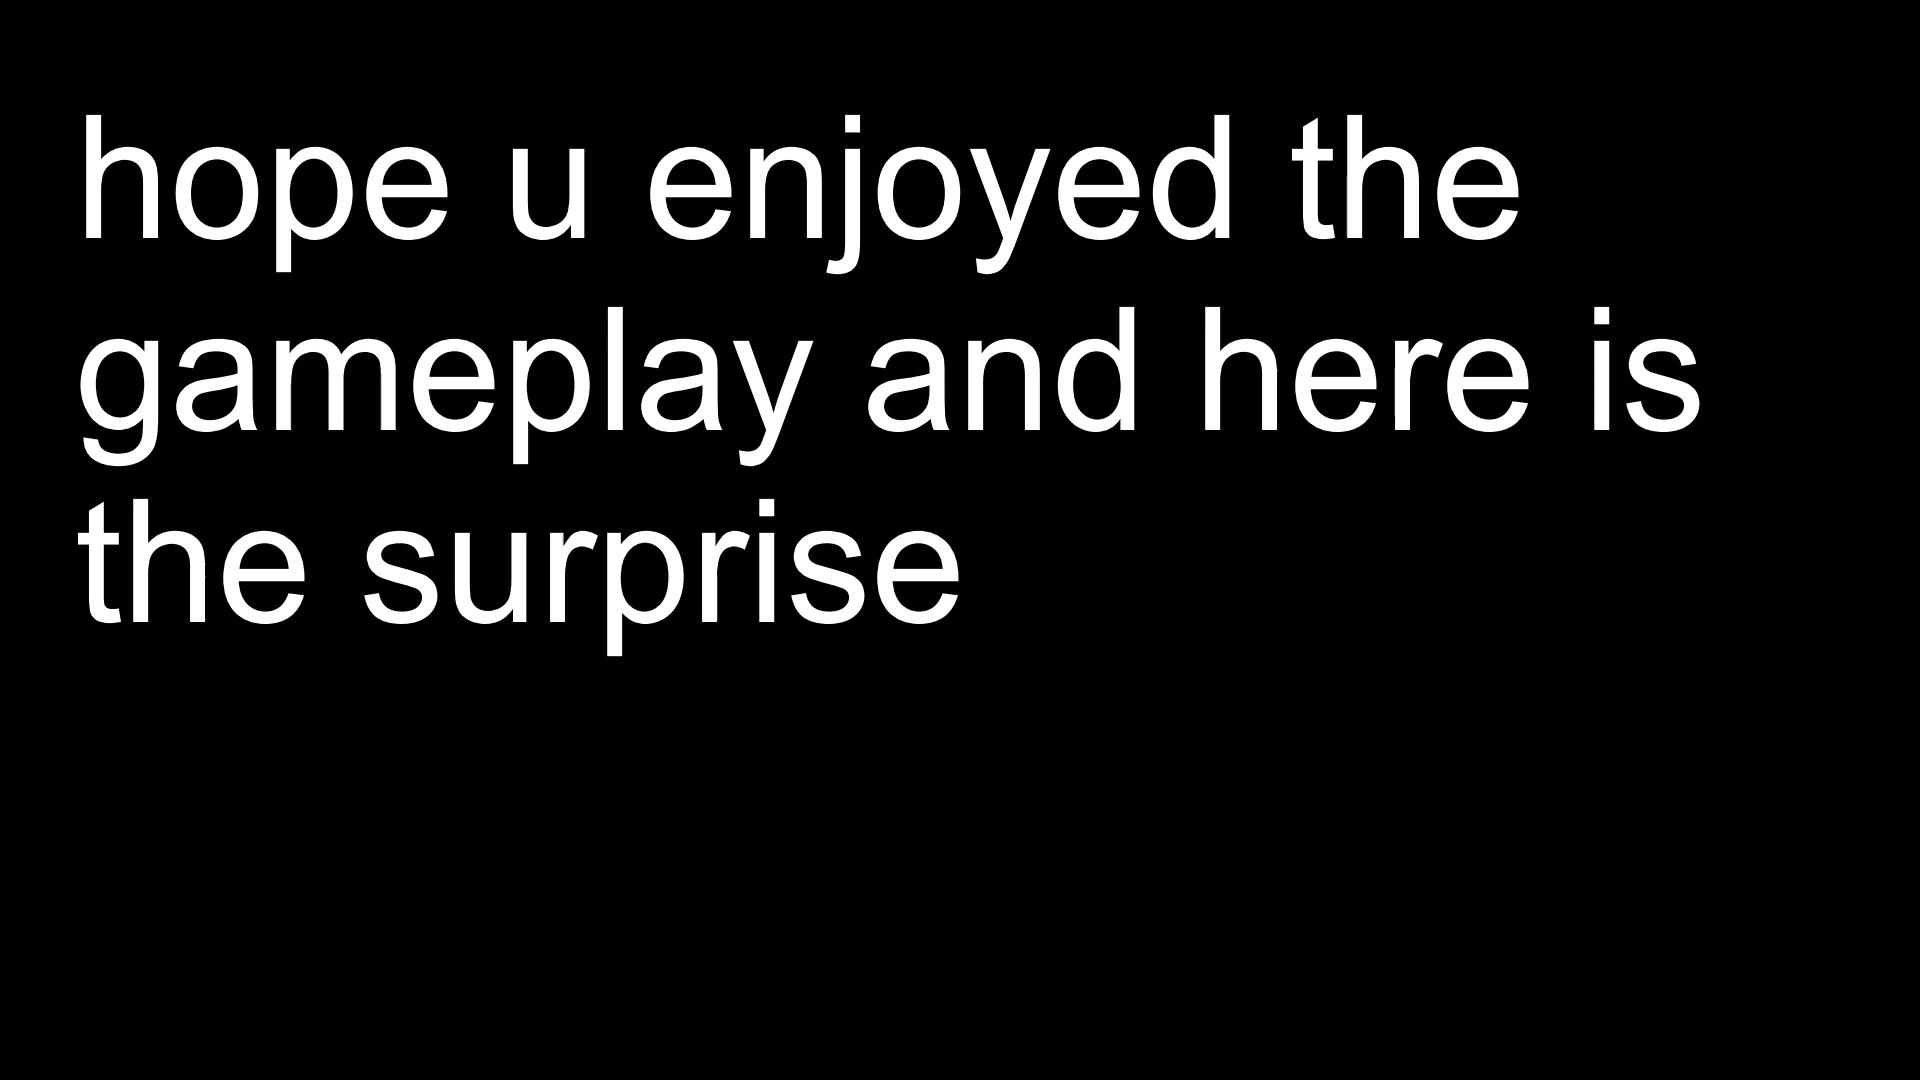 hope u enjoyed the
gameplay and here is
the surprise